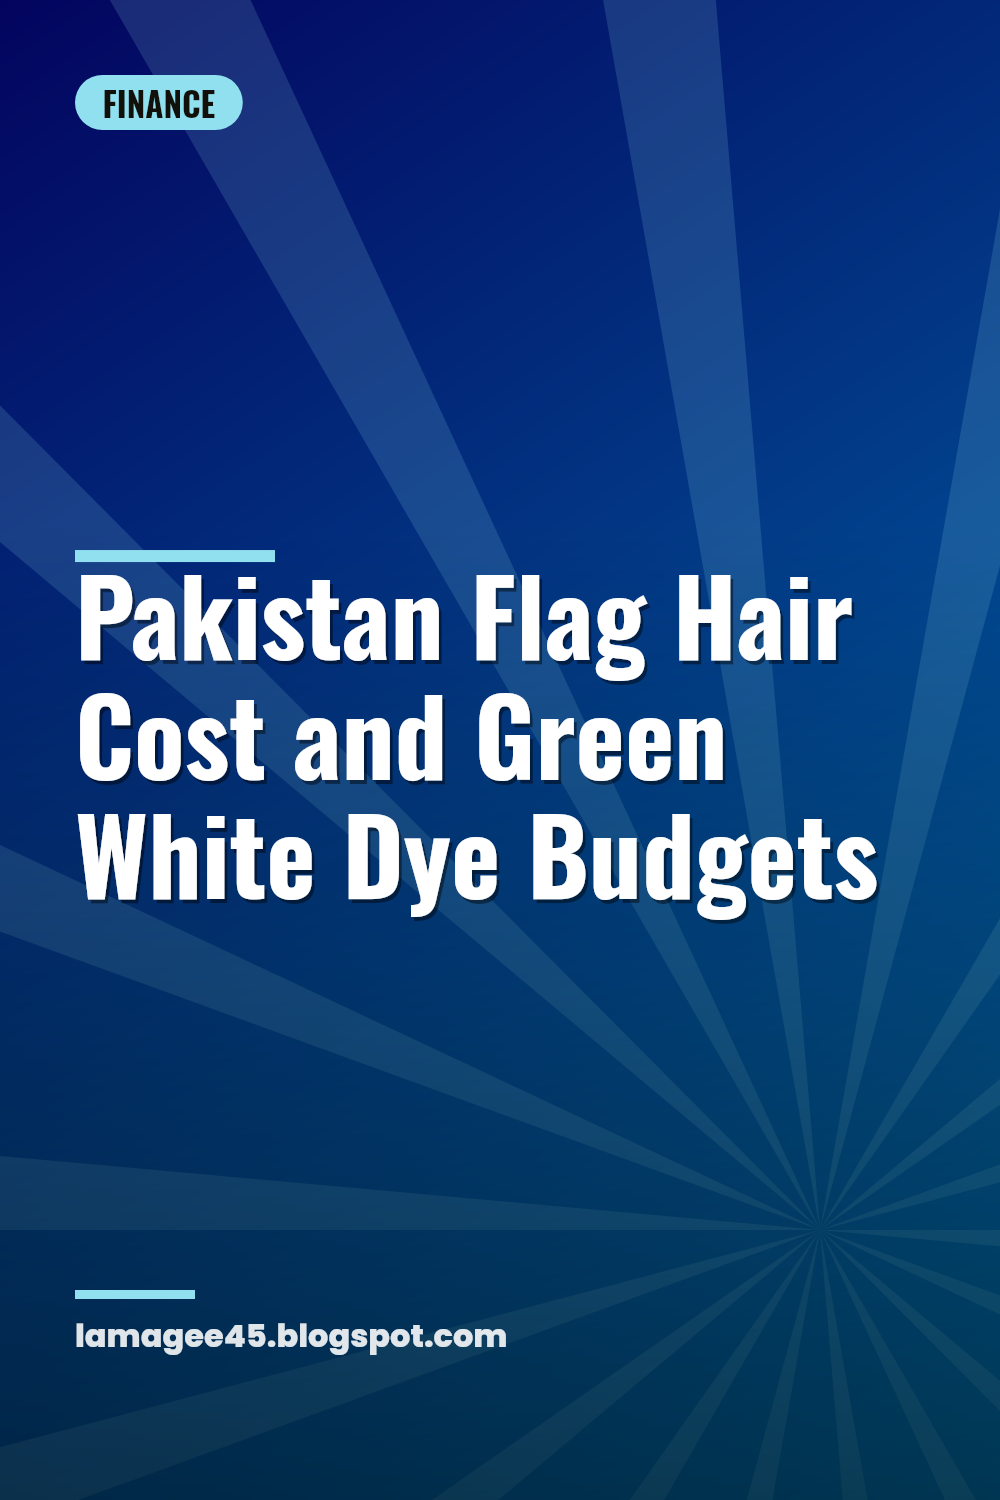 FINANCE
Pakistan Flag Hair
Cost and Green
White Dye Budgets
lamagee45.blogspot.com